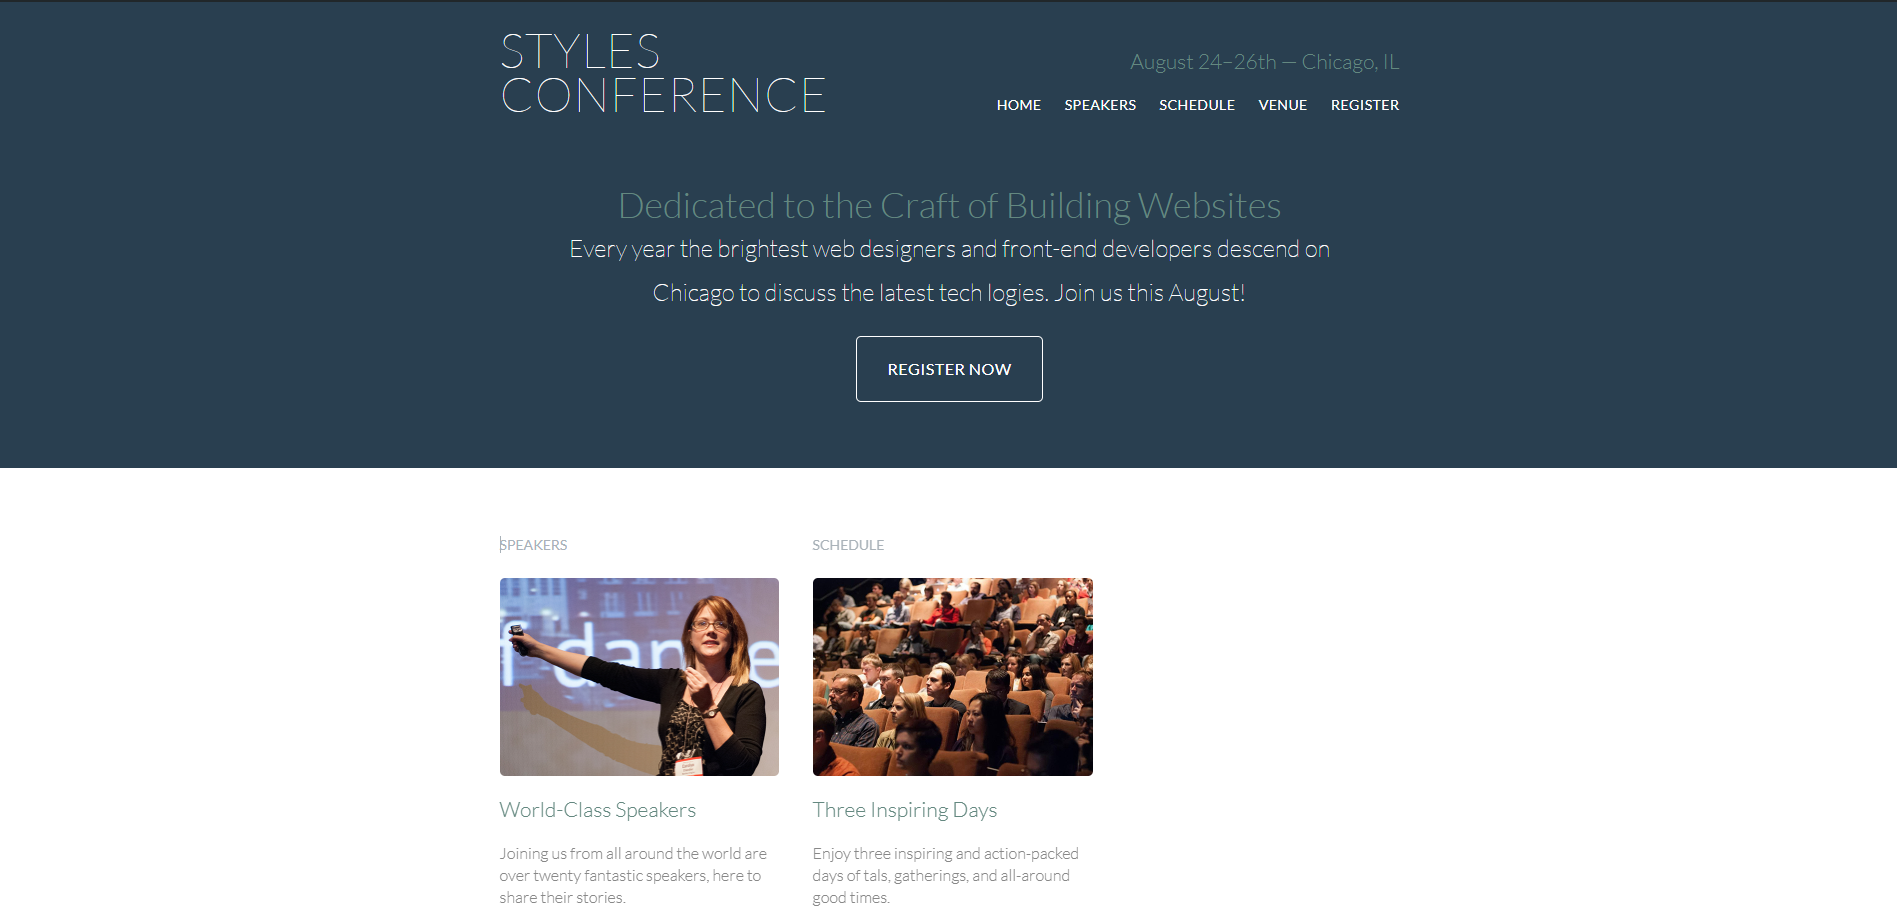 STYLES
CONFERENCE
August 24–26th — Chicago, IL
HOME SPEAKERS SCHEDULE VENUE REGISTER
Dedicated to the Craft of Building Websites
Every year the brightest web designers and front-end developers descend on
Chicago to discuss the latest tech logies. Join us this August!
REGISTER NOW
SPEAKERS
f dance
World-Class Speakers
Joining us from all around the world are
over twenty fantastic speakers, here to
share their stories.
SCHEDULE
Three Inspiring Days
Enjoy three inspiring and action-packed
days of tals, gatherings, and all-around
good times.